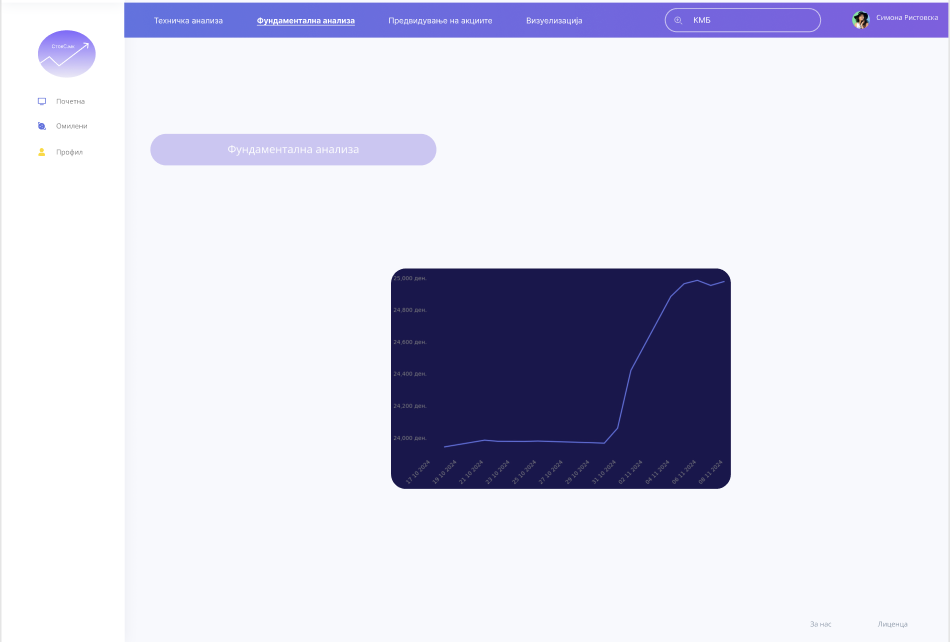 Техничка анализа
Фундаментална анализа
Предвидување на акциите
Визуелизација
КМБ
Симона Ристовска
Почетна
Омилени
Профил
Фундаментална анализа
25,000 ден.
24,800 ден.
24,600 ден.
24,400 ден.
24,200 ден.
24,000 ден.
17 10 2024
19 10 2024
21 10 2024
23 10 2024
25 10 2024
27 10 2024
29 10 2024
31 10 2024
02 11 2024
04 11 2024
06 11 2024
08 11 2024
За нас
Лиценца